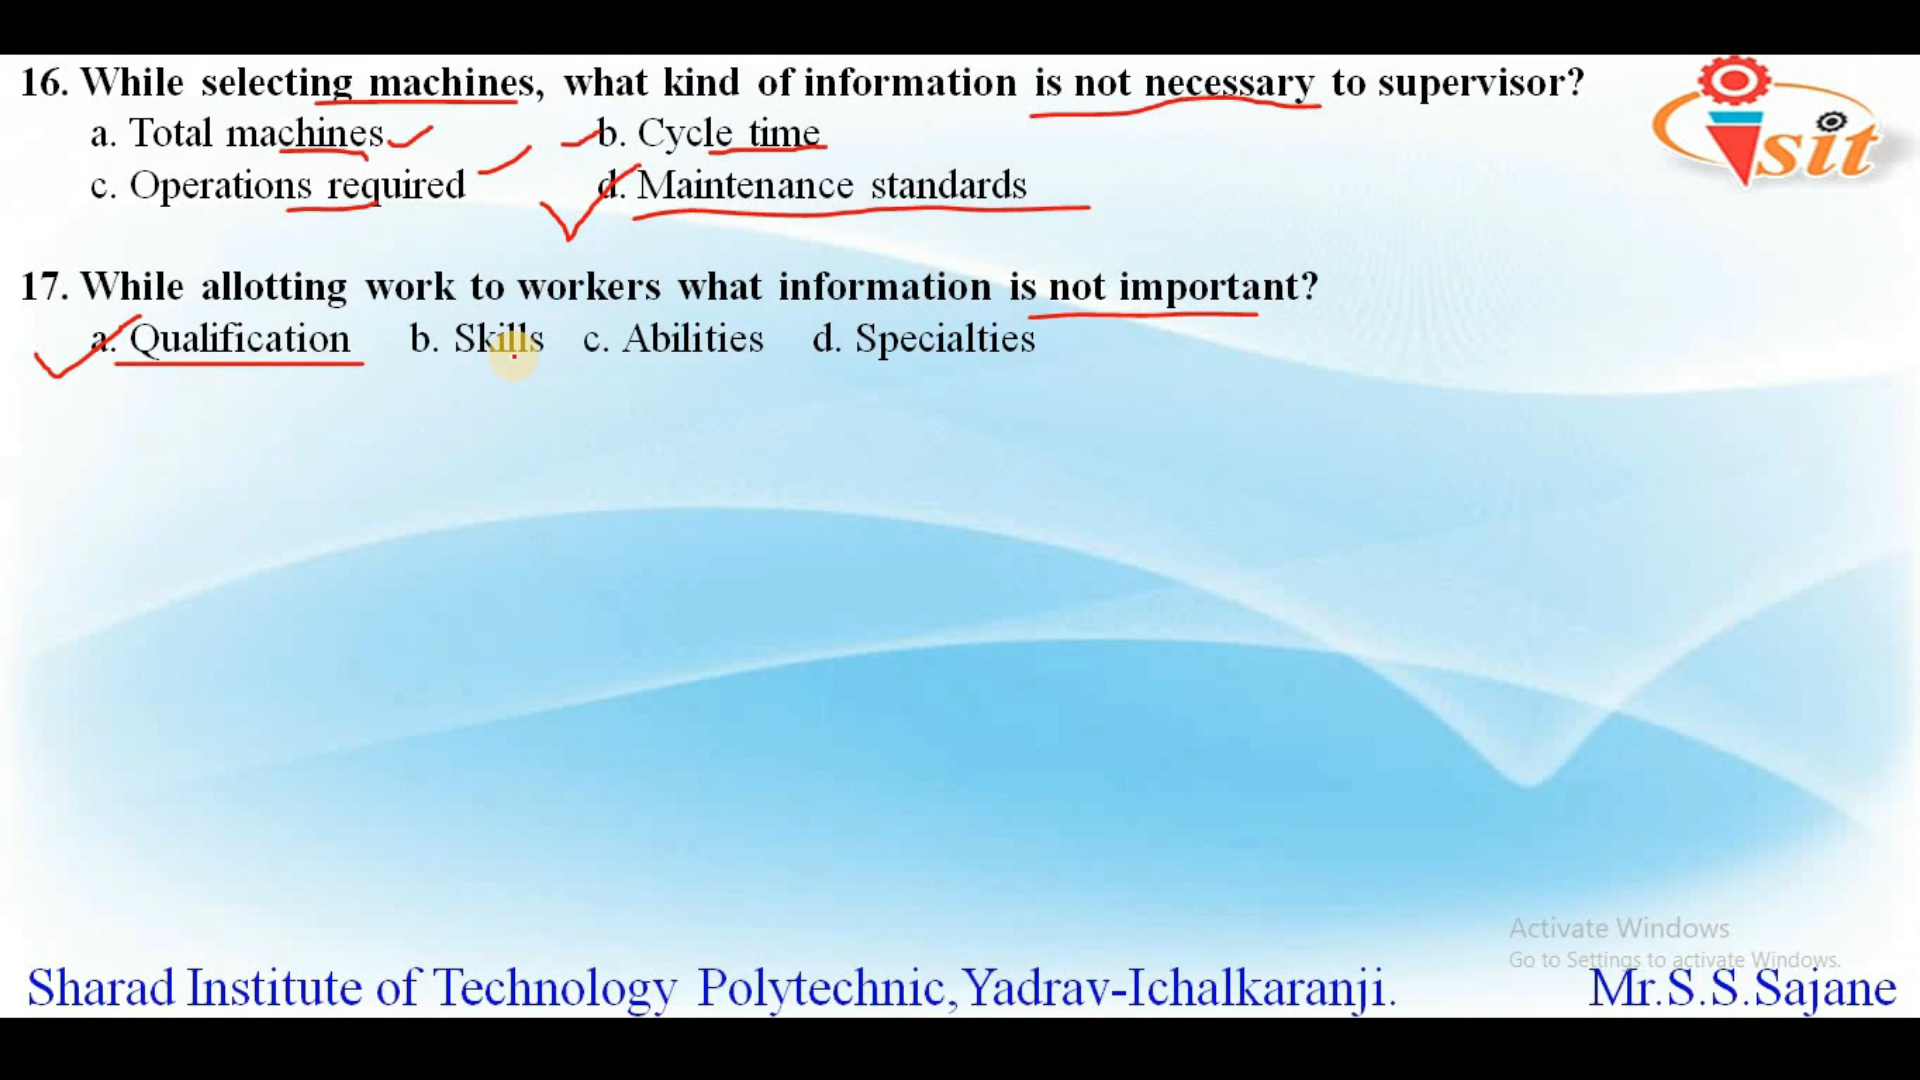 16. While selecting machines, what kind of information is not necessary to supervisor?
a. Total machines b. Cycle time
c. Operations required d. Maintenance standards
sit
17. While allotting work to workers what information is not important?
a. Qualification b. Skills c. Abilities d. Specialties
Activate Windows
Go to Settings to activate Windows.
Sharad Institute of Technology Polytechnic, Yadrav-Ichalkaranji. Mr.S.S.Sajane